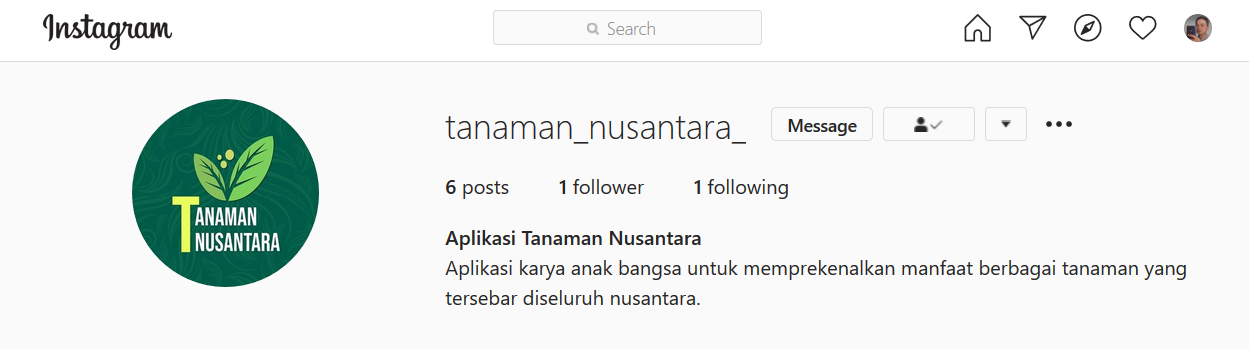 Instagram
Search
TANAMAN
NUSANTARA
tanaman_nusantara_
Message
6 posts 1 follower 1 following
Aplikasi Tanaman Nusantara
Aplikasi karya anak bangsa untuk memprekenalkan manfaat berbagai tanaman yang
tersebar diseluruh nusantara.